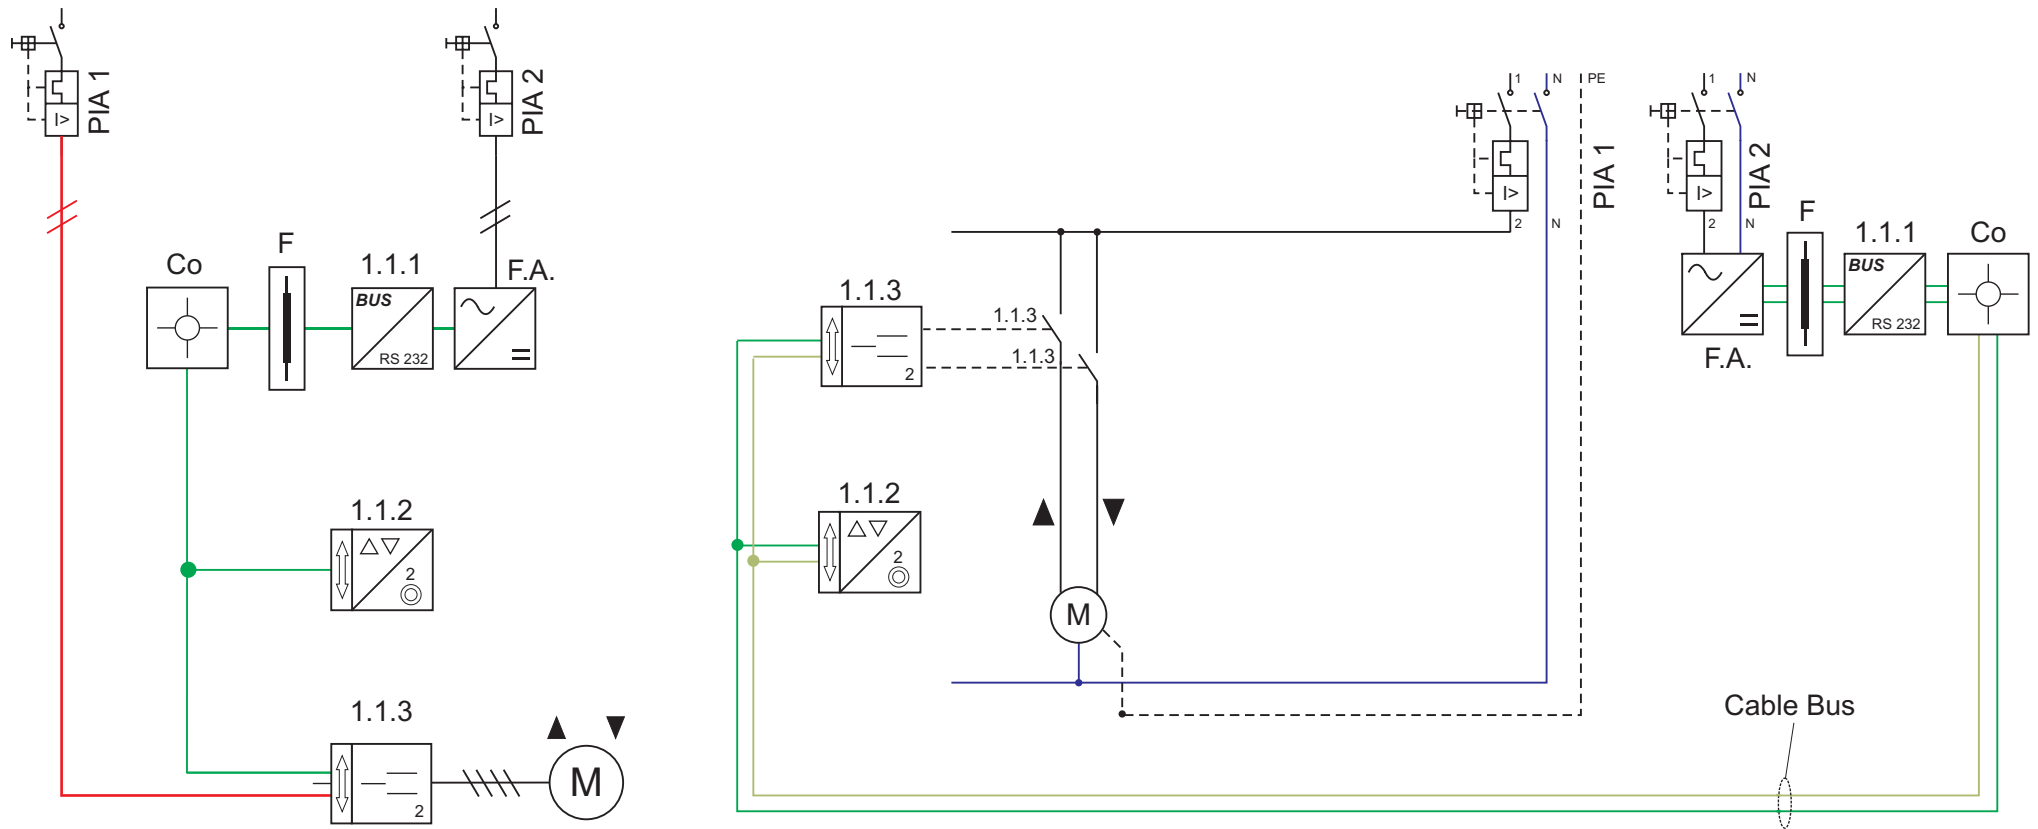 PIA 1
I>
PIA 2
I>
Co
F
1.1.1
BUS
RS 232
F.A.
1.1.2
2
1.1.3
2
M
1.1.3
2
1.1.3
1.1.3
1.1.2
2
M
1
N
PE
I>
2
N
PIA 1
1
N
I>
2
N
PIA 2
F
1.1.1
BUS
RS 232
Co
F.A.
Cable Bus